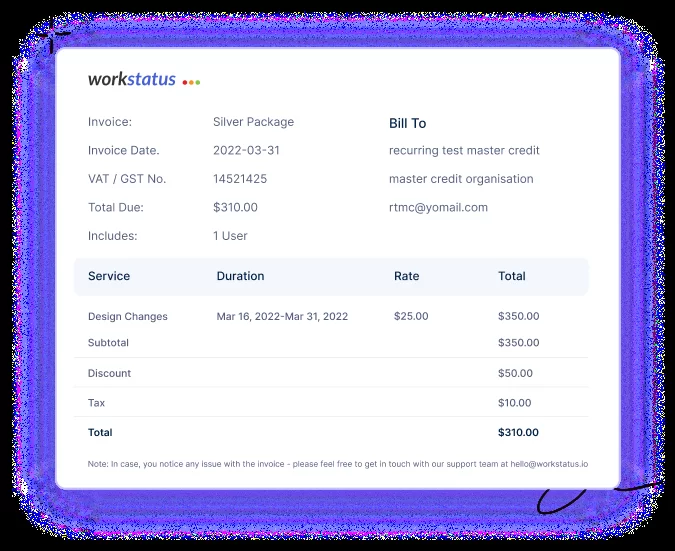 workstatus
Invoice: Silver Package Bill To
Invoice Date. 2022-03-31 recurring test master credit
VAT / GST No. 14521425 master credit organisation
Total Due: $310.00 rtmc@yomail.com
Includes: 1 User
Service Duration Rate Total
Design Changes Mar 16, 2022-Mar 31, 2022 $25.00 $350.00
Subtotal $350.00
Discount $50.00
Tax $10.00
Total $310.00
Note: In case, you notice any issue with the invoice - please feel free to get in touch with our support team at hello@workstatus.io